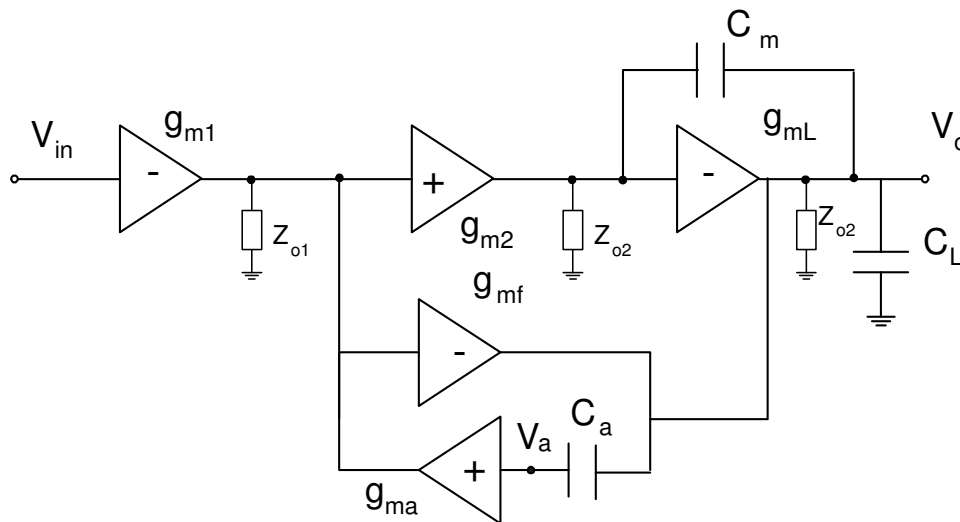 C m
g mL
g m1
V in
V o
-
+
-
Z o1
g m2
Z o2
Z o2
C L
g mf
-
V a
C a
+
g ma